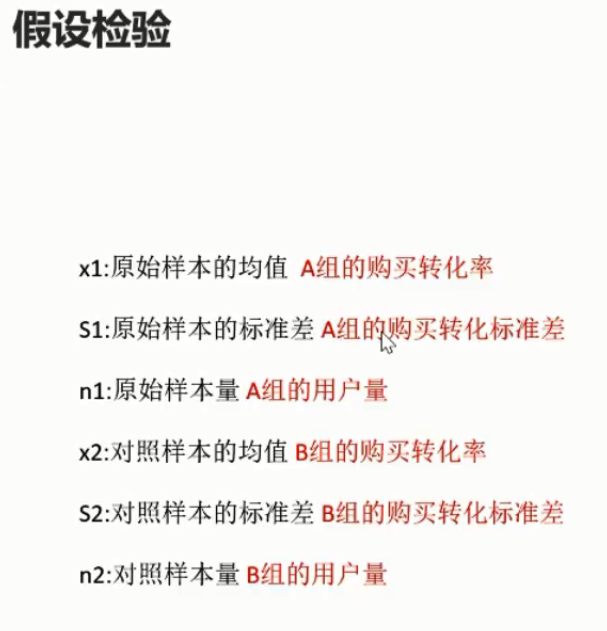 假设检验
x1:原始样本的均值 A组的购买转化率
S1:原始样本的标准差 A组的购买转化标准差
n1:原始样本量 A组的用户量
x2:对照样本的均值 B组的购买转化率
S2:对照样本的标准差 B组的购买转化标准差
n2:对照样本量 B组的用户量